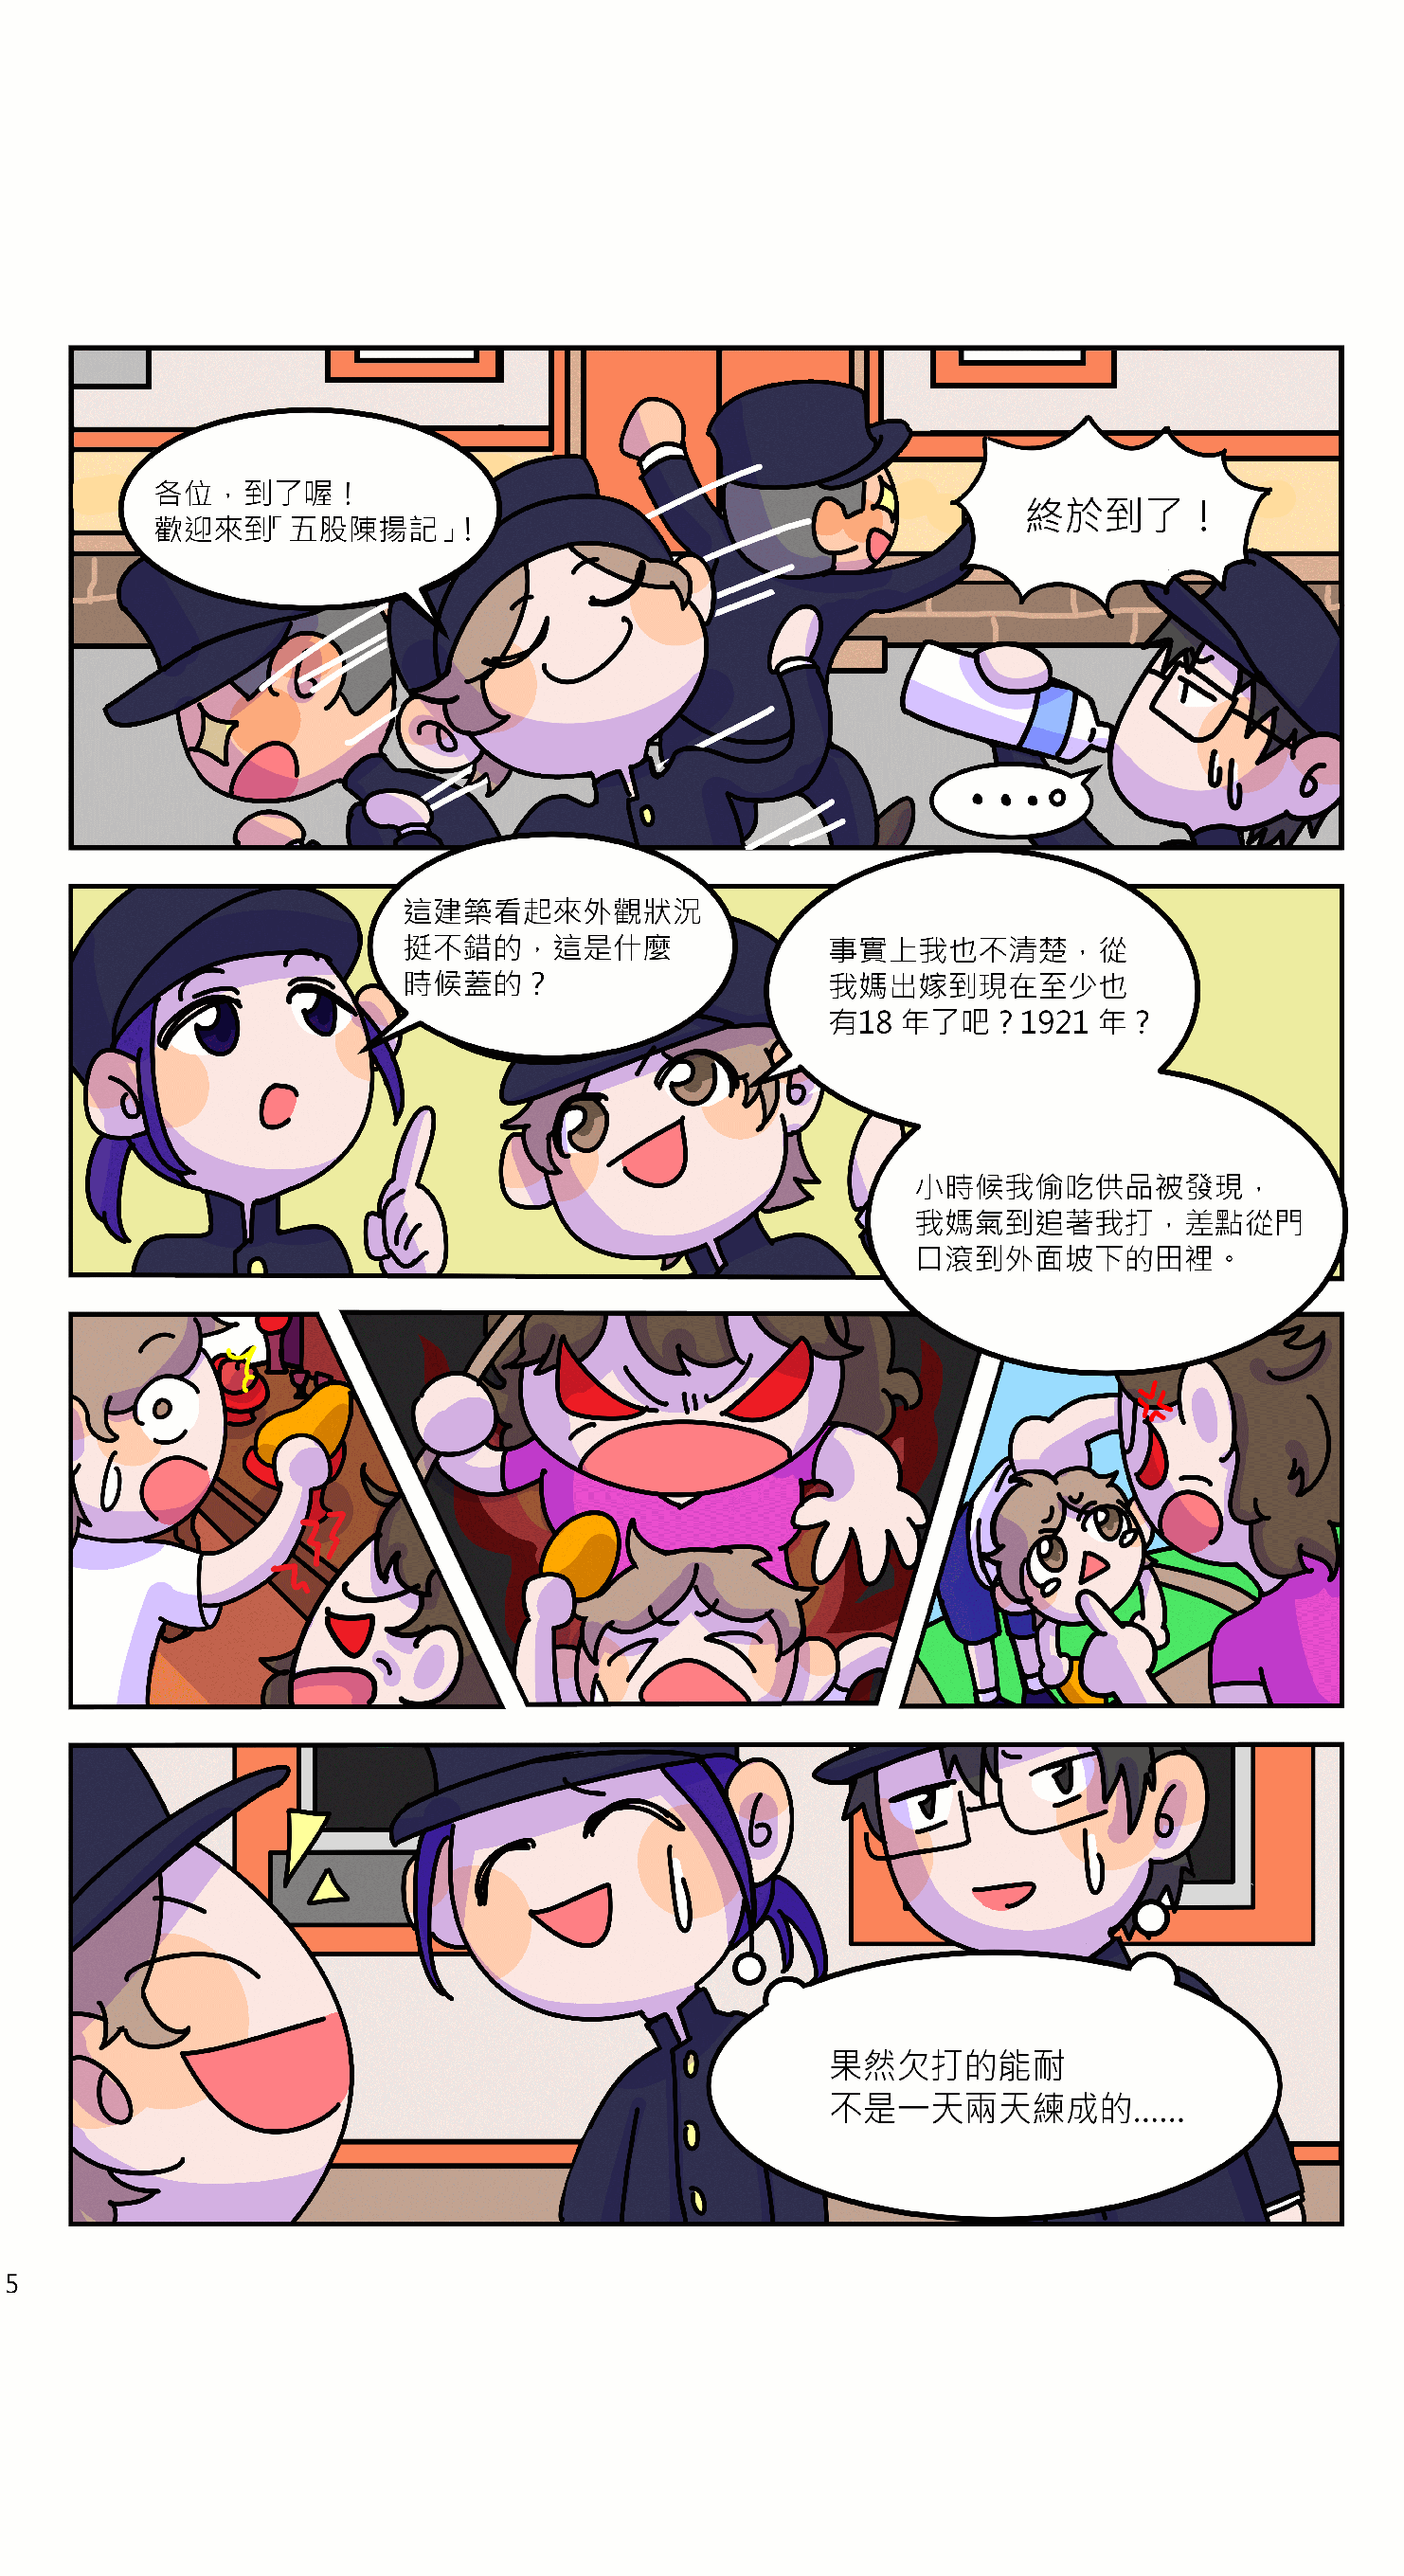 各位，到了喔！
歡迎來到「五股陳揚記」！
終於到了！
這建築看起來外觀狀況
挺不錯的，這是什麼
時候蓋的？
事實上我也不清楚，從
我媽出嫁到現在至少也
有18 年了吧？1921 年？
小時候我偷吃供品被發現，
我媽氣到追著我打，差點從門
口滾到外面坡下的田裡。
果然欠打的能耐
不是一天兩天練成的......
5